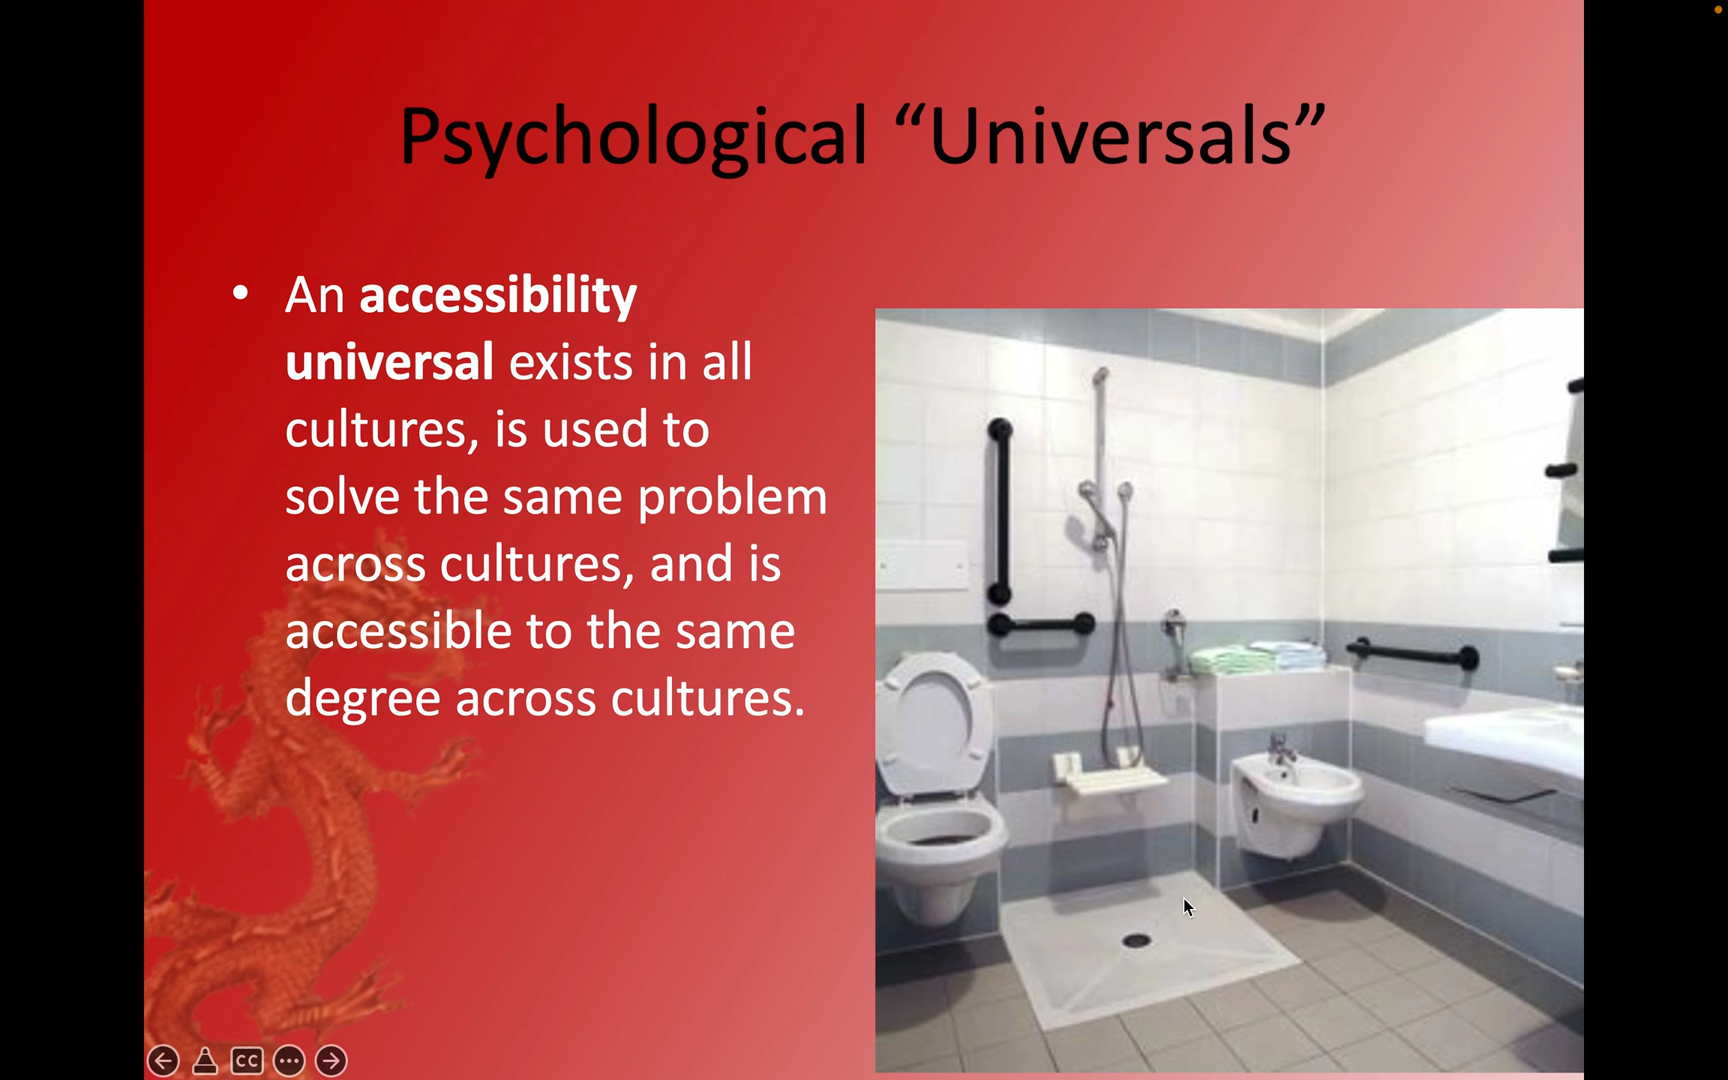 Psychological “Universals”
• An accessibility
universal exists in all
cultures, is used to
solve the same problem
across cultures, and is
accessible to the same
degree across cultures.
CC